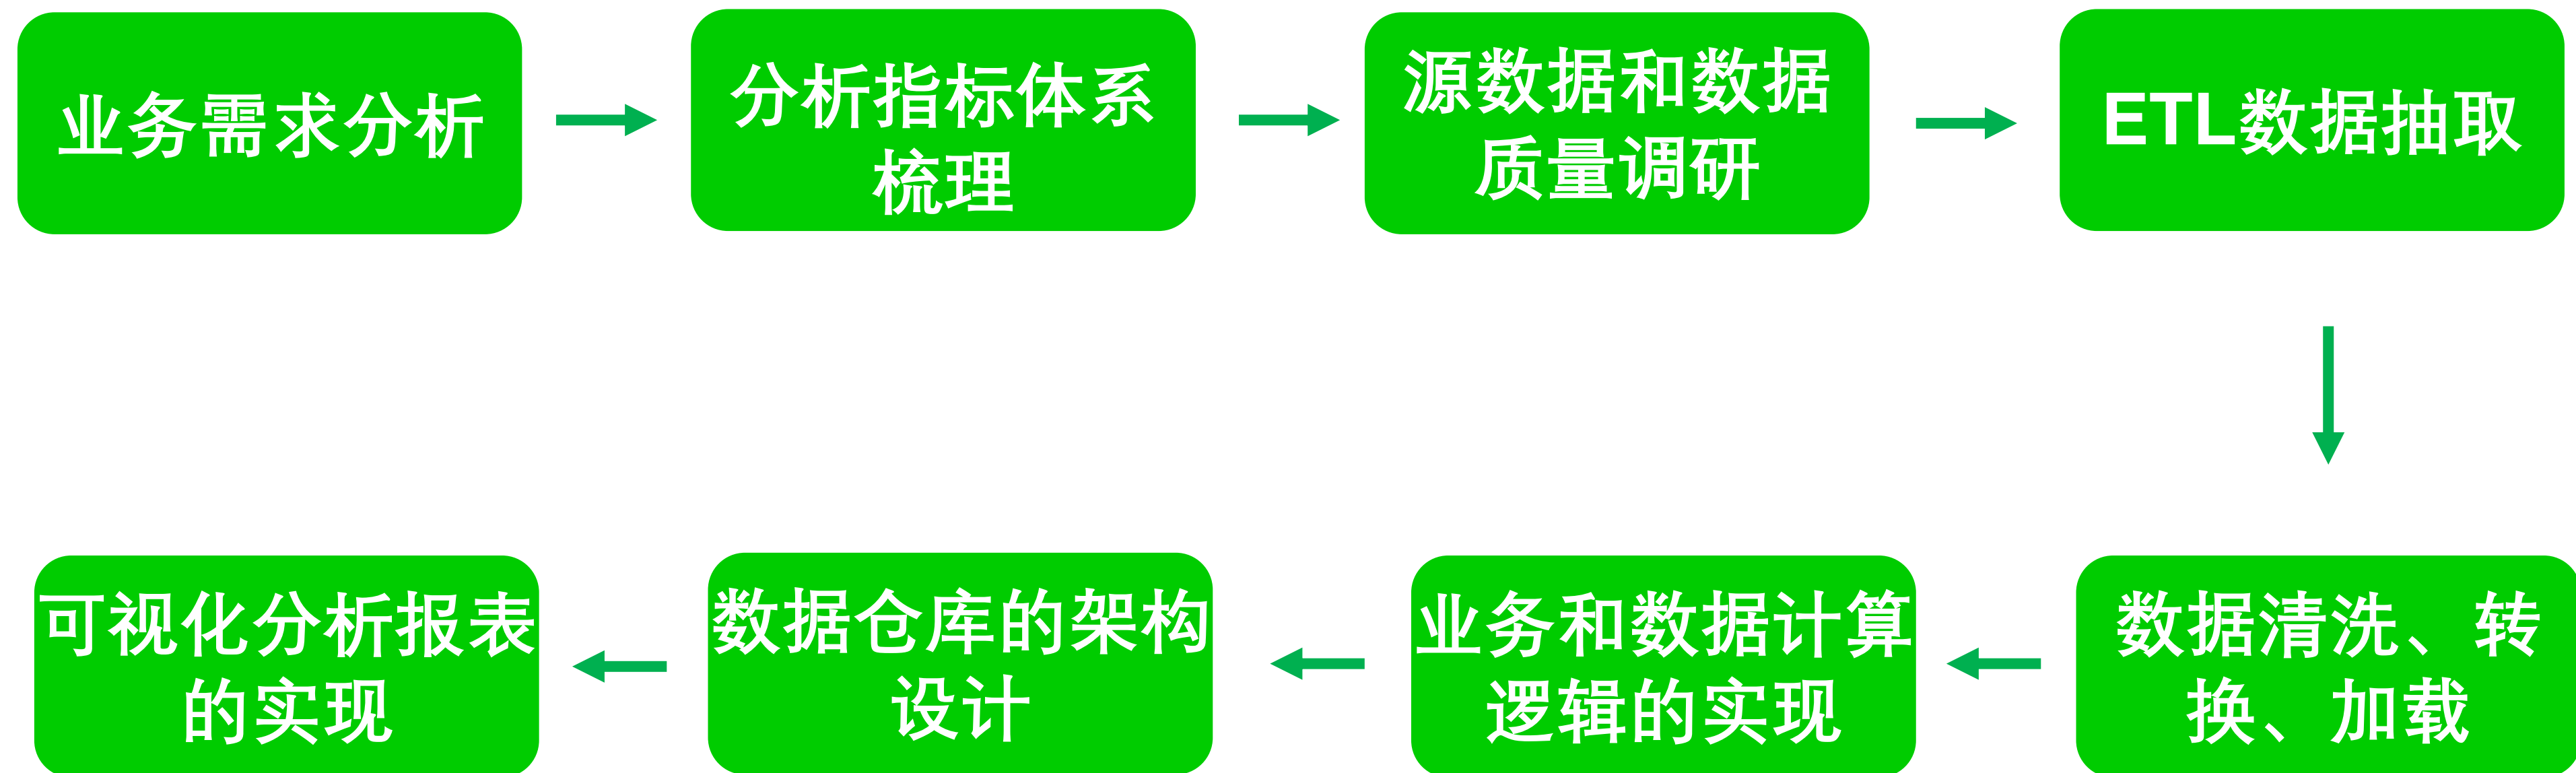 业务需求分析
分析指标体系
梳理
源数据和数据
质量调研
ETL数据抽取
数据清洗、转
换、加载
业务和数据计算
逻辑的实现
数据仓库的架构
设计
可视化分析报表
的实现